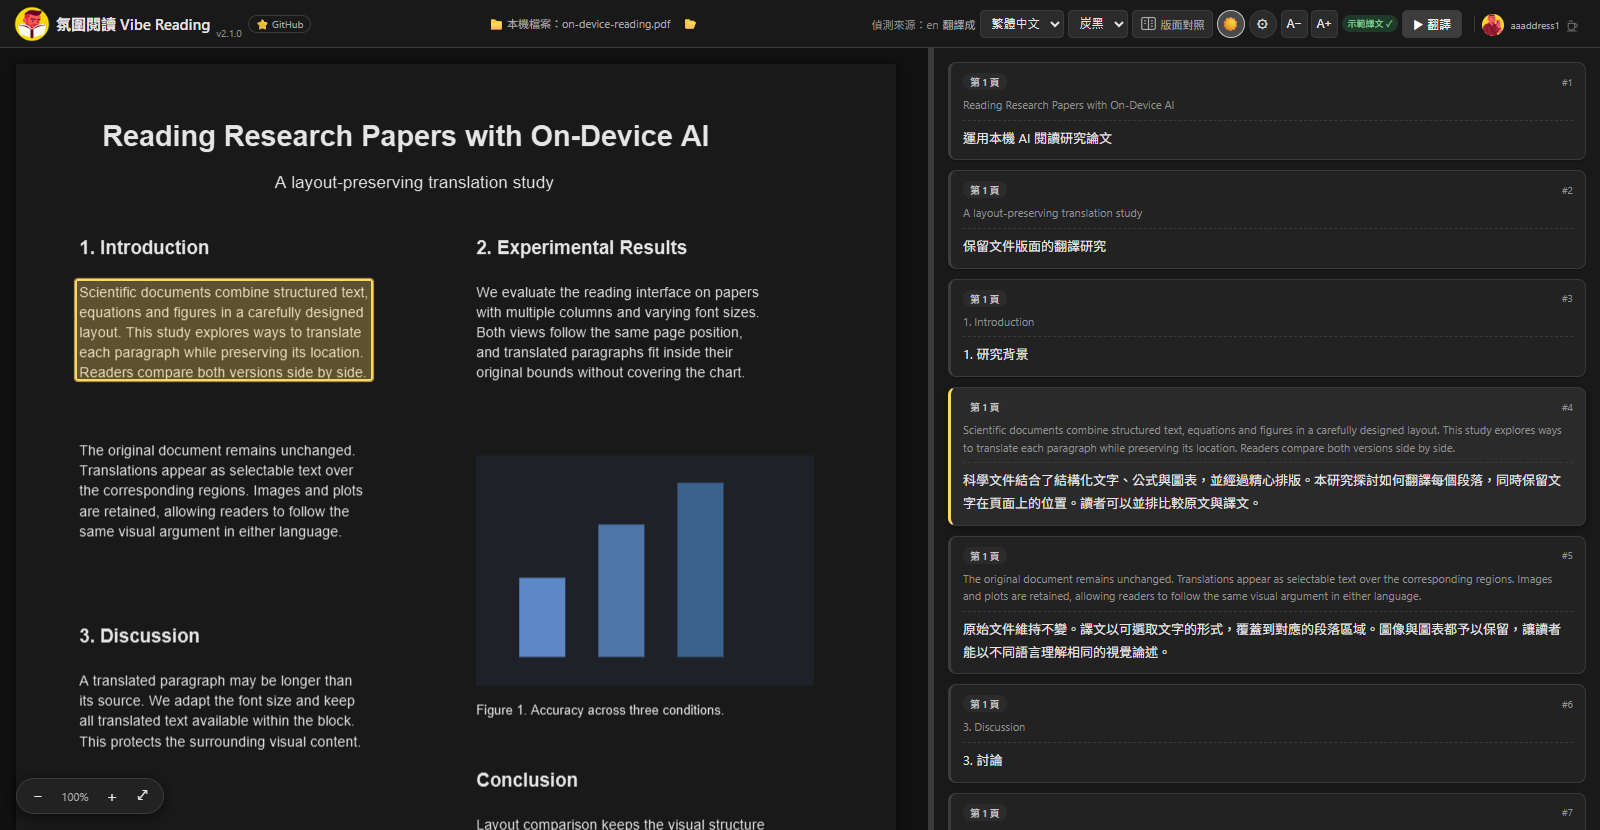 氛圍閱讀 Vibe Reading v2.1.0
GitHub
本機檔案：on-device-reading.pdf
偵測來源：en 翻譯成
繁體中文
炭黑
版面對照
A−
A+
示範譯文✓
▶ 翻譯
aaaddress1
Reading Research Papers with On-Device AI
A layout-preserving translation study
1. Introduction
Scientific documents combine structured text,
equations and figures in a carefully designed
layout. This study explores ways to translate
each paragraph while preserving its location.
Readers compare both versions side by side.
The original document remains unchanged.
Translations appear as selectable text over
the corresponding regions. Images and plots
are retained, allowing readers to follow the
same visual argument in either language.
3. Discussion
A translated paragraph may be longer than
its source. We adapt the font size and keep
all translated text available within the block.
This protects the surrounding visual content.
2. Experimental Results
We evaluate the reading interface on papers
with multiple columns and varying font sizes.
Both views follow the same page position,
and translated paragraphs fit inside their
original bounds without covering the chart.
Figure 1. Accuracy across three conditions.
Conclusion
Layout comparison keeps the visual structure
− 100% +
第 1 頁 #1
Reading Research Papers with On-Device AI
運用本機 AI 閱讀研究論文
第 1 頁 #2
A layout-preserving translation study
保留文件版面的翻譯研究
第 1 頁 #3
1. Introduction
1. 研究背景
第 1 頁 #4
Scientific documents combine structured text, equations and figures in a carefully designed layout. This study explores ways
to translate each paragraph while preserving its location. Readers compare both versions side by side.
科學文件結合了結構化文字、公式與圖表，並經過精心排版。本研究探討如何翻譯每個段落，同時保留文
字在頁面上的位置。讀者可以並排比較原文與譯文。
第 1 頁 #5
The original document remains unchanged. Translations appear as selectable text over the corresponding regions. Images
and plots are retained, allowing readers to follow the same visual argument in either language.
原始文件維持不變。譯文以可選取文字的形式，覆蓋到對應的段落區域。圖像與圖表都予以保留，讓讀者
能以不同語言理解相同的視覺論述。
第 1 頁 #6
3. Discussion
3. 討論
第 1 頁 #7